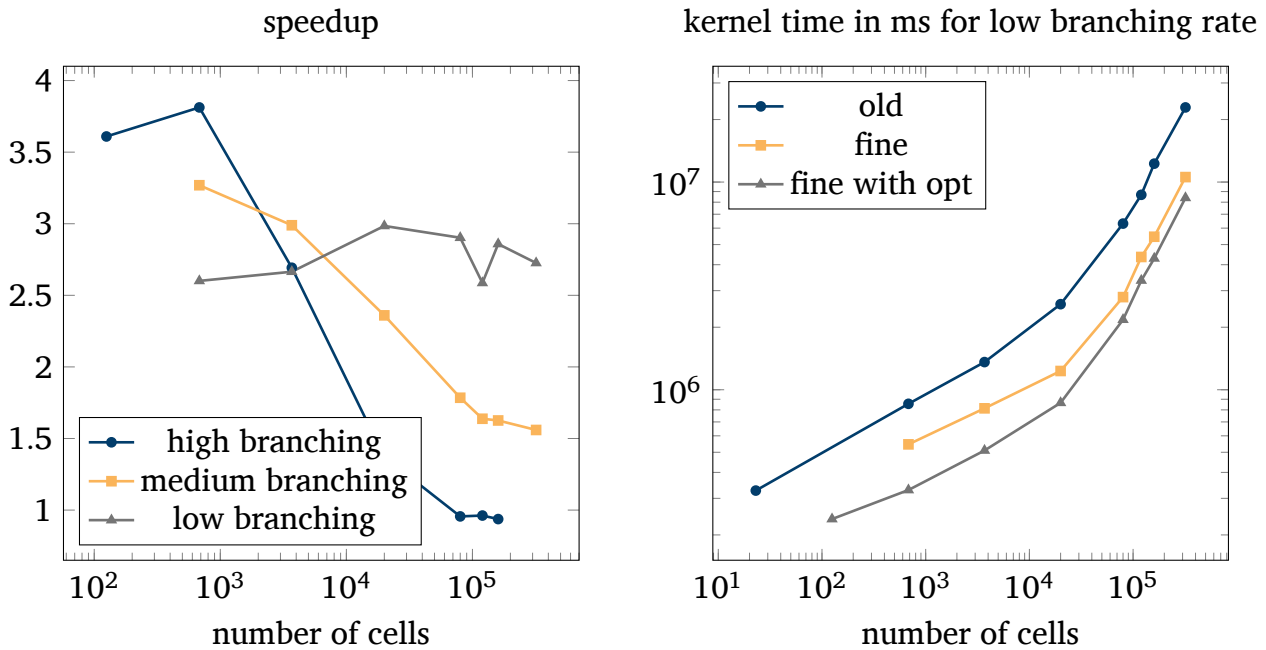 speedup
4
3.5
3
2.5
2
1.5
1
10^2
10^3
10^4
10^5
number of cells
high branching
medium branching
low branching
kernel time in ms for low branching rate
10^7
10^6
10^1
10^2
10^3
10^4
10^5
number of cells
old
fine
fine with opt